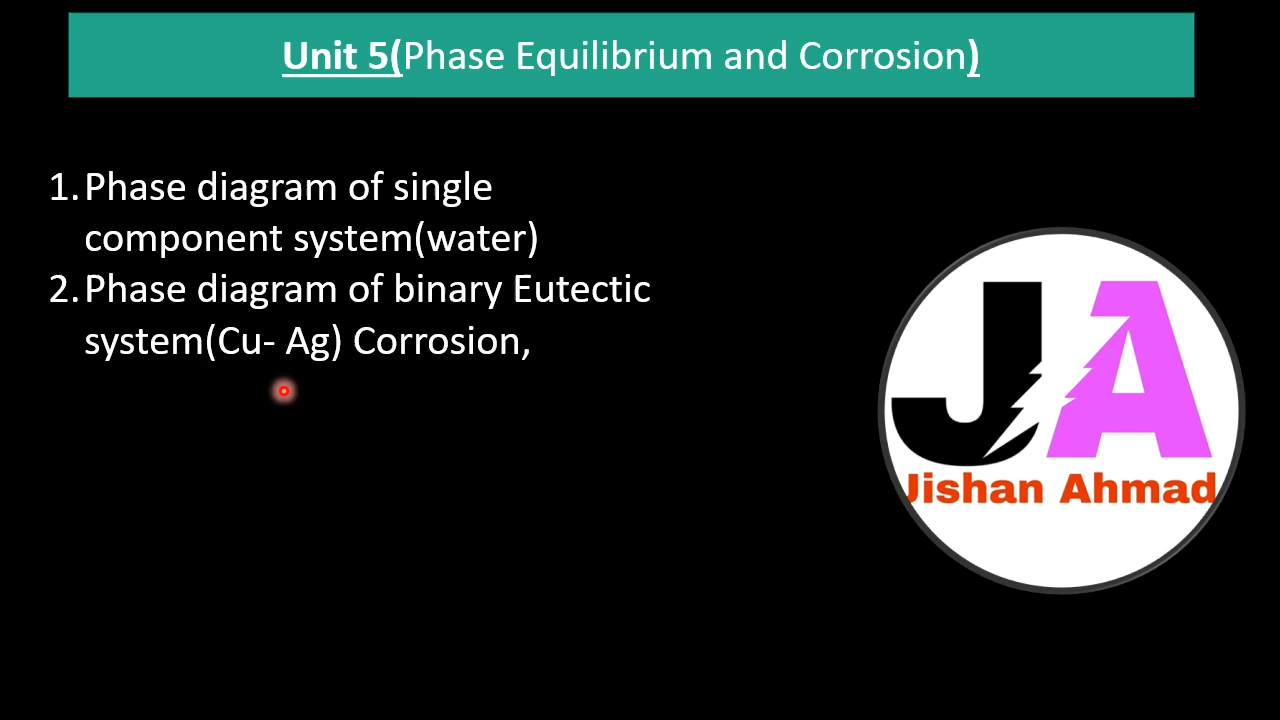 Unit 5(Phase Equilibrium and Corrosion)
1. Phase diagram of single
component system(water)
2. Phase diagram of binary Eutectic
system(Cu- Ag) Corrosion,
JA
Jishan Ahmad